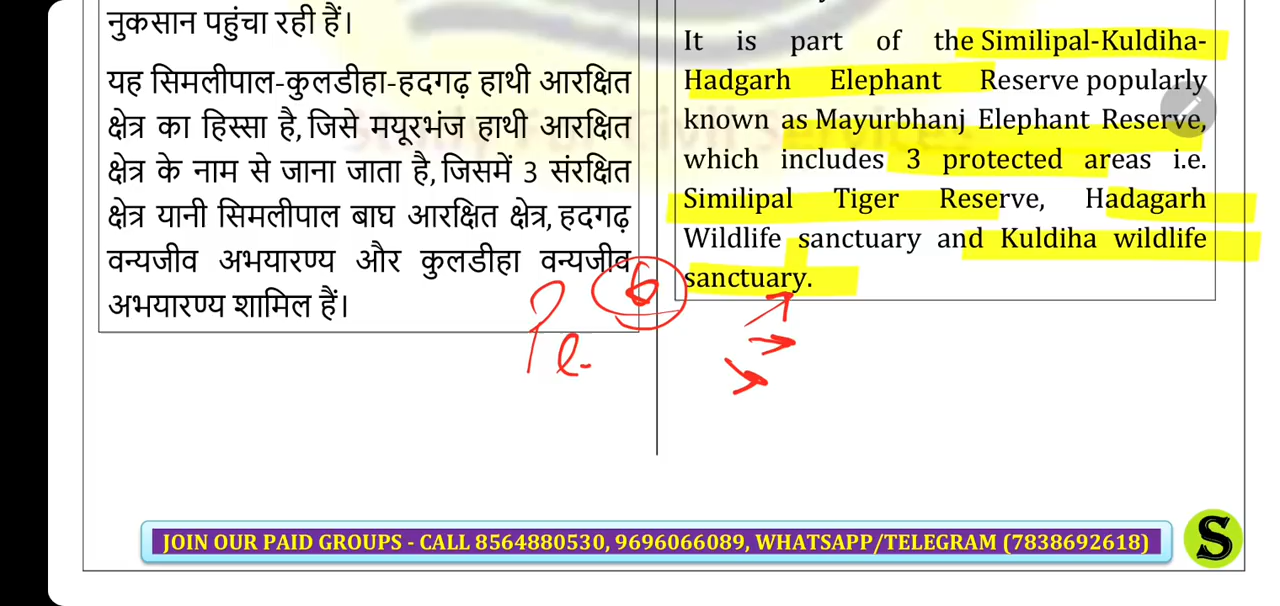 नुकसान पहुंचा रही हैं।
यह सिमलीपाल-कुलडीहा-हदगढ़ हाथी आरक्षित
क्षेत्र का हिस्सा है, जिसे मयूरभंज हाथी आरक्षित
क्षेत्र के नाम से जाना जाता है, जिसमें 3 संरक्षित
क्षेत्र यानी सिमलीपाल बाघ आरक्षित क्षेत्र, हदगढ़
वन्यजीव अभयारण्य और कुलडीहा वन्यजीव
अभयारण्य शामिल हैं।
It is part of the Similipal-Kuldiha-
Hadgarh Elephant Reserve popularly
known as Mayurbhanj Elephant Reserve,
which includes 3 protected areas i.e.
Similipal Tiger Reserve, Hadagarh
Wildlife sanctuary and Kuldiha wildlife
sanctuary.
6
JOIN OUR PAID GROUPS - CALL 8564880530, 9696066089, WHATSAPP/TELEGRAM (7838692618)
S